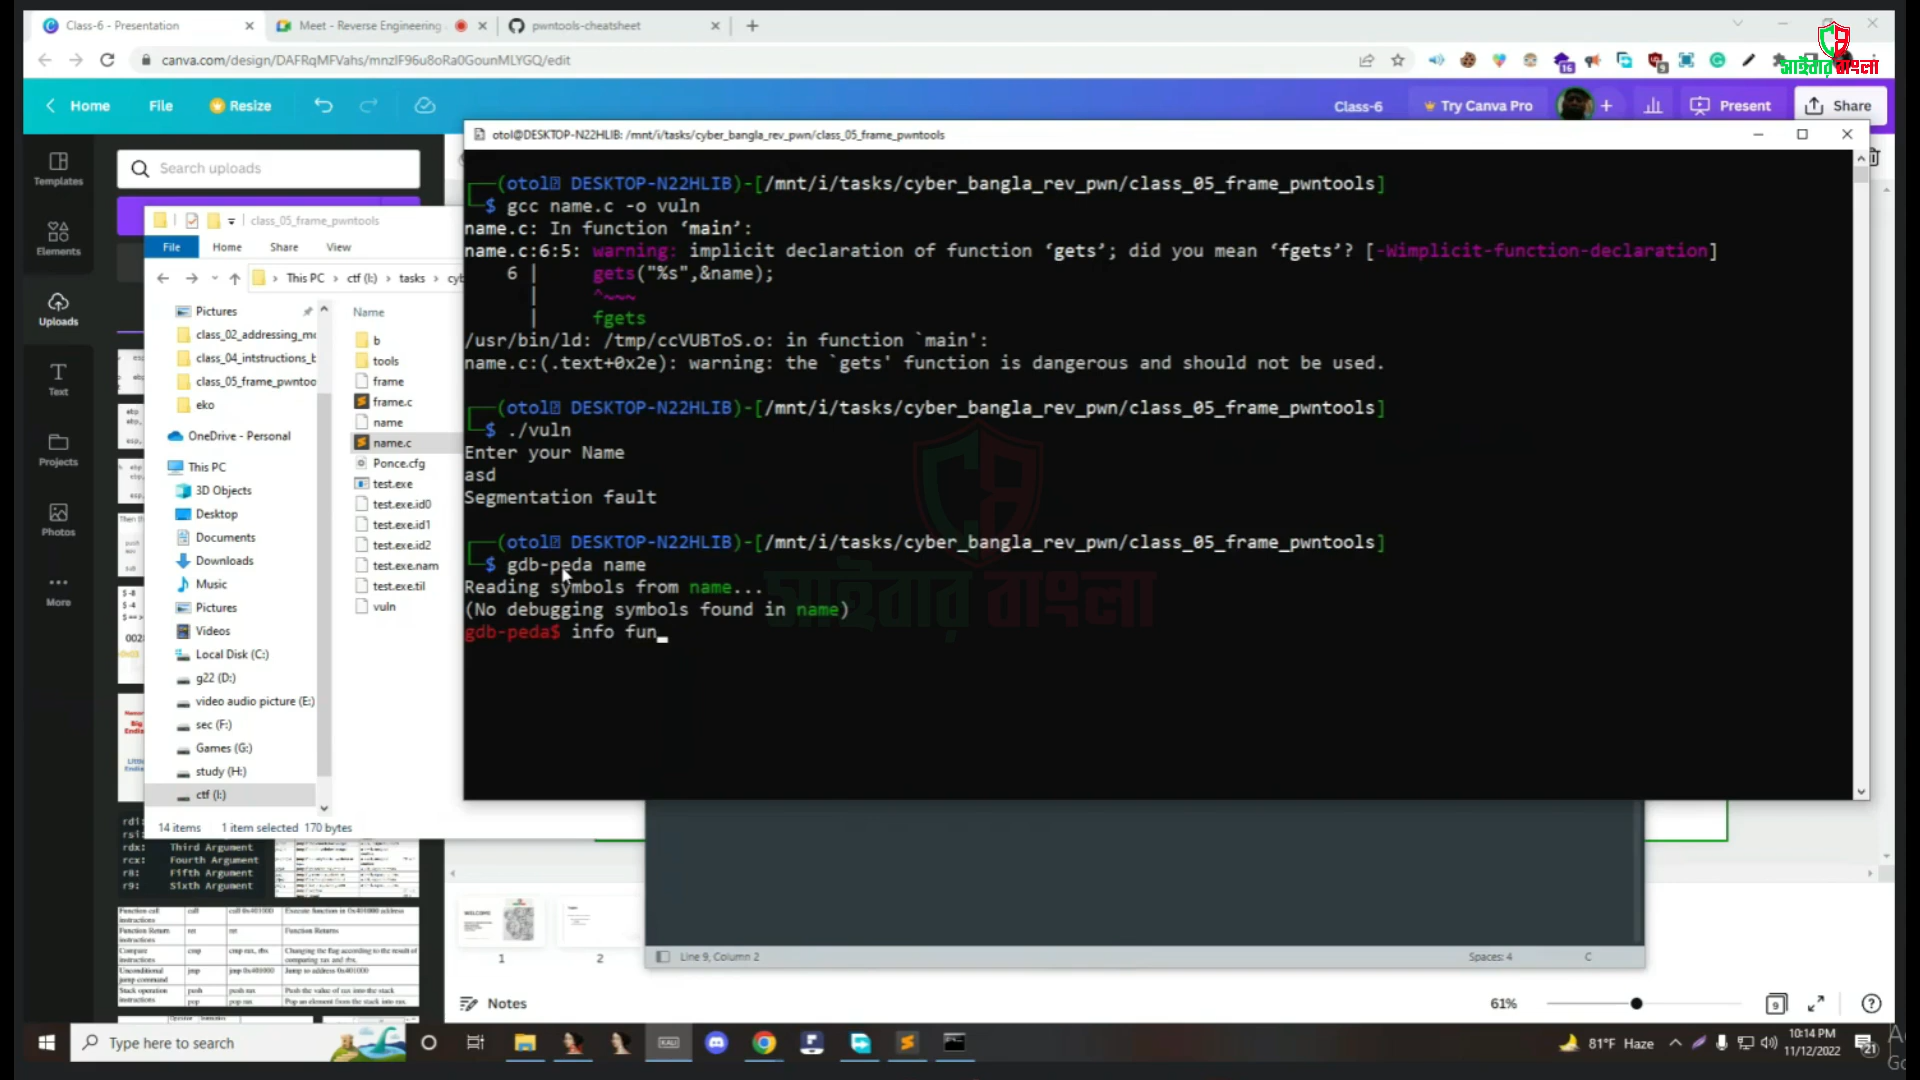 Class-6 - Presentation
Meet - Reverse Engineering
pwntools-cheatsheet
canva.com/design/DAFRqMFVahs/mnzlF96u8oRa0GounMLYGQ/edit
সাইবার বাংলা
Home
File
Resize
Class-6
Try Canva Pro
Present
Share
Templates
Elements
Uploads
Text
Projects
Photos
More
Search uploads
class_05_frame_pwntools
File
Home
Share
View
This PC
ctf (I:)
tasks
Name
Pictures
class_05_frame_pwntoo
eko
OneDrive - Personal
This PC
3D Objects
Desktop
Documents
Downloads
Music
Pictures
Videos
Local Disk (C:)
g22 (D:)
video audio picture (E:)
sec (F:)
Games (G:)
study (H:)
ctf (I:)
b
tools
frame
frame.c
name
name.c
Ponce.cfg
test.exe
test.exe.id0
test.exe.id1
test.exe.id2
test.exe.nam
test.exe.til
vuln
14 items
1 item selected 170 bytes
otol@DESKTOP-N22HLIB: /mnt/i/tasks/cyber_bangla_rev_pwn/class_05_frame_pwntools
┌──(otol DESKTOP-N22HLIB)-[/mnt/i/tasks/cyber_bangla_rev_pwn/class_05_frame_pwntools]
└─$ gcc name.c -o vuln
name.c: In function ‘main’:
name.c:6:5: warning: implicit declaration of function ‘gets’; did you mean ‘fgets’? [-Wimplicit-function-declaration]
6 |     gets("%s",&name);
|     ^~~~
|     fgets
/usr/bin/ld: /tmp/ccVUBToS.o: in function `main':
name.c:(.text+0x2e): warning: the `gets' function is dangerous and should not be used.
┌──(otol DESKTOP-N22HLIB)-[/mnt/i/tasks/cyber_bangla_rev_pwn/class_05_frame_pwntools]
└─$ ./vuln
Enter your Name
asd
Segmentation fault
┌──(otol DESKTOP-N22HLIB)-[/mnt/i/tasks/cyber_bangla_rev_pwn/class_05_frame_pwntools]
└─$ gdb-peda name
Reading symbols from name...
(No debugging symbols found in name)
gdb-peda$ info fun
সাইবার বাংলা
rdx: Third Argument
rcx: Fourth Argument
r8: Fifth Argument
r9: Sixth Argument
Line 9, Column 2
Spaces: 4
C
1
2
Notes
61%
9
Type here to search
81°F Haze
10:14 PM
11/12/2022
21